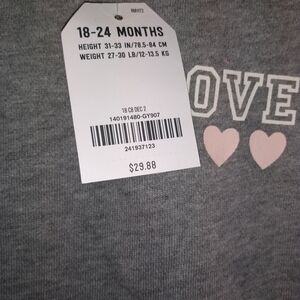 18-24 MONTHS
HEIGHT 31-33 IN/78.5-84 CM
WEIGHT 27-30 LB/12-13.5 KG
18 CB DEC 2
140191480-GY907
241937123
$29.88
OVE